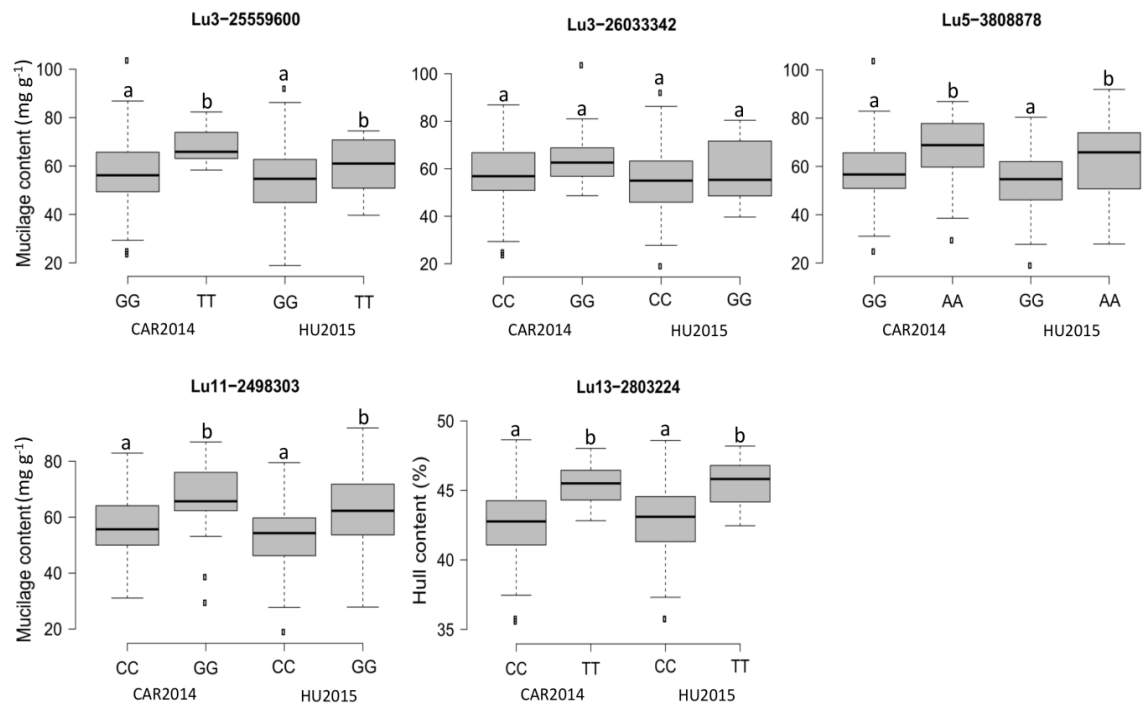 Lu3−25559600
Lu3−26033342
Lu5−3808878
Mucilage content (mg g-1)
100
80
60
40
20
a b a b
GG TT GG TT
CAR2014 HU2015
100
80
60
40
20
a a a a
CC GG CC GG
CAR2014 HU2015
100
80
60
40
20
a b a b
GG AA GG AA
CAR2014 HU2015
Lu11−2498303
Lu13−2803224
Mucilage content (mg g-1)
80
60
40
20
a b a b
CC GG CC GG
CAR2014 HU2015
Hull content (%)
50
45
40
35
a b a b
CC TT CC TT
CAR2014 HU2015